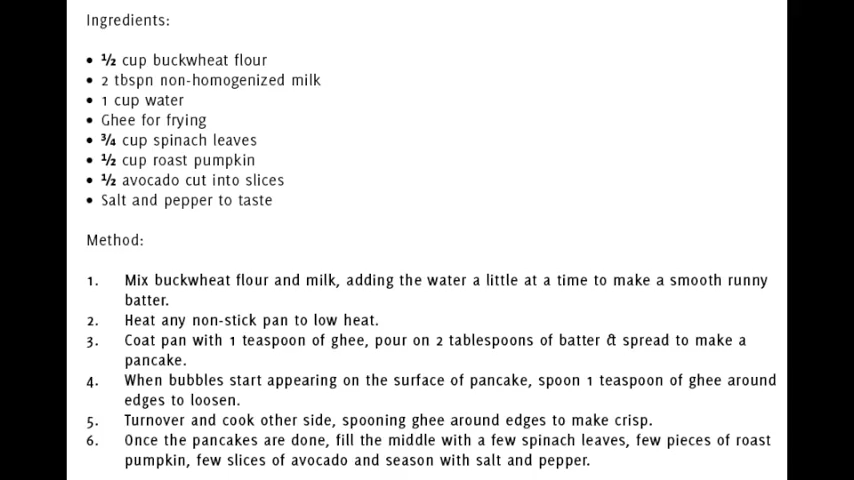 Ingredients:
• ½ cup buckwheat flour
• 2 tbspn non-homogenized milk
• 1 cup water
• Ghee for frying
• ¾ cup spinach leaves
• ½ cup roast pumpkin
• ½ avocado cut into slices
• Salt and pepper to taste
Method:
1. Mix buckwheat flour and milk, adding the water a little at a time to make a smooth runny
batter.
2. Heat any non-stick pan to low heat.
3. Coat pan with 1 teaspoon of ghee, pour on 2 tablespoons of batter & spread to make a
pancake.
4. When bubbles start appearing on the surface of pancake, spoon 1 teaspoon of ghee around
edges to loosen.
5. Turnover and cook other side, spooning ghee around edges to make crisp.
6. Once the pancakes are done, fill the middle with a few spinach leaves, few pieces of roast
pumpkin, few slices of avocado and season with salt and pepper.